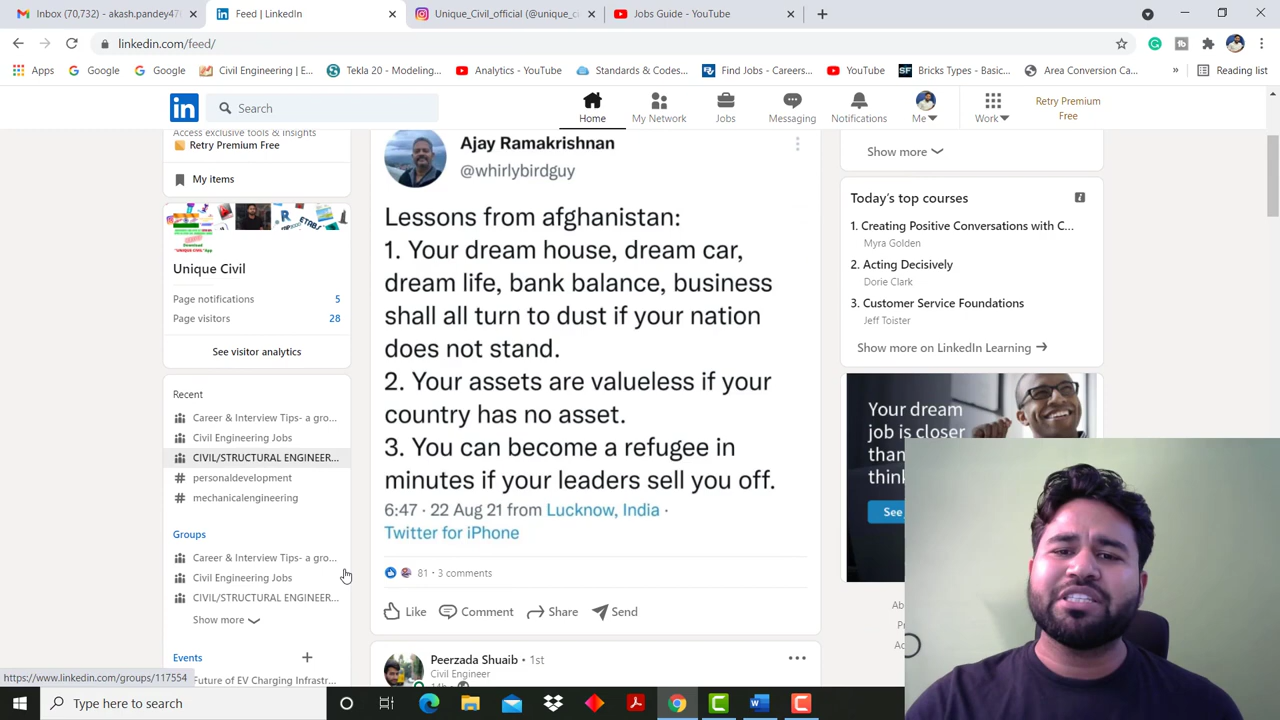 Inbox (70,732) - akash.pandey47
Feed | LinkedIn
Unique_Civil_official (@unique_c
Jobs Guide - YouTube
linkedin.com/feed/
Apps
Google
Google
Civil Engineering | E...
Tekla 20 - Modeling...
Analytics - YouTube
Standards & Codes...
Find Jobs - Careers...
YouTube
Bricks Types - Basic...
Area Conversion Ca...
»
Reading list
in
Search
Home
My Network
Jobs
Messaging
Notifications
Me
Work
Retry Premium
Free
Access exclusive tools & insights
Retry Premium Free
My items
Unique Civil
Page notifications 5
Page visitors 28
See visitor analytics
Recent
Career & Interview Tips- a gro...
Civil Engineering Jobs
CIVIL/STRUCTURAL ENGINEER...
# personaldevelopment
# mechanicalengineering
Groups
Career & Interview Tips- a gro...
Civil Engineering Jobs
CIVIL/STRUCTURAL ENGINEER...
Show more
Events +
Future of EV Charging Infrastr...
https://www.linkedin.com/groups/117554
Ajay Ramakrishnan
@whirlybirdguy
Lessons from afghanistan:
1. Your dream house, dream car,
dream life, bank balance, business
shall all turn to dust if your nation
does not stand.
2. Your assets are valueless if your
country has no asset.
3. You can become a refugee in
minutes if your leaders sell you off.
6:47 · 22 Aug 21 from Lucknow, India ·
Twitter for iPhone
81 · 3 comments
Like
Comment
Share
Send
Peerzada Shuaib • 1st
Civil Engineer
Show more
Today's top courses
1. Creating Positive Conversations with C...
Myra Golden
2. Acting Decisively
Dorie Clark
3. Customer Service Foundations
Jeff Toister
Show more on LinkedIn Learning →
Your dream
job is closer
than
think
See
Type here to search